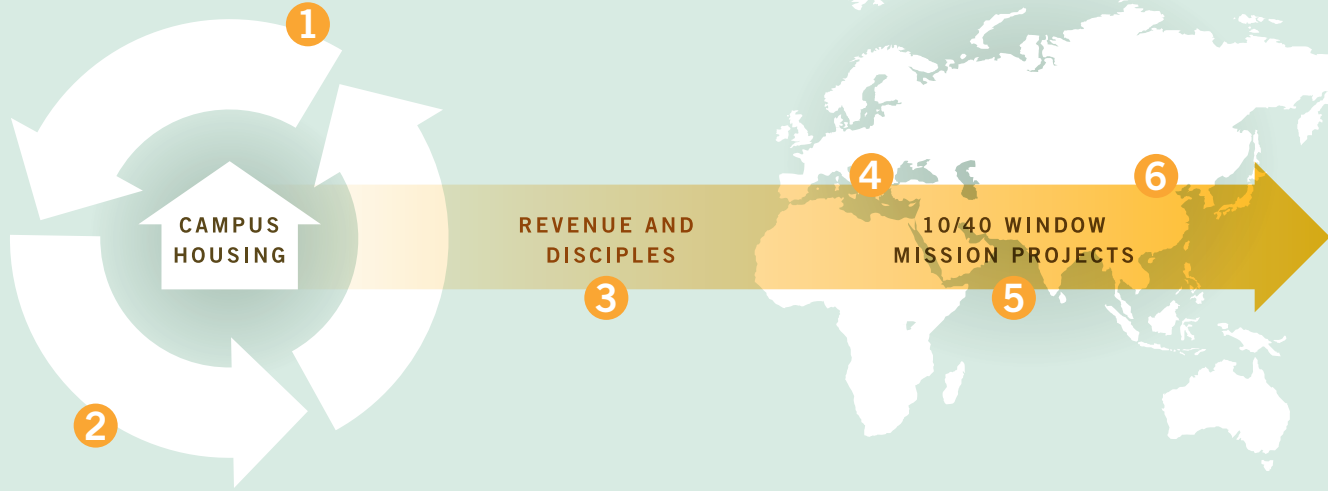 1
CAMPUS
HOUSING
2
REVENUE AND
DISCIPLES
3
4
10/40 WINDOW
MISSION PROJECTS
5
6